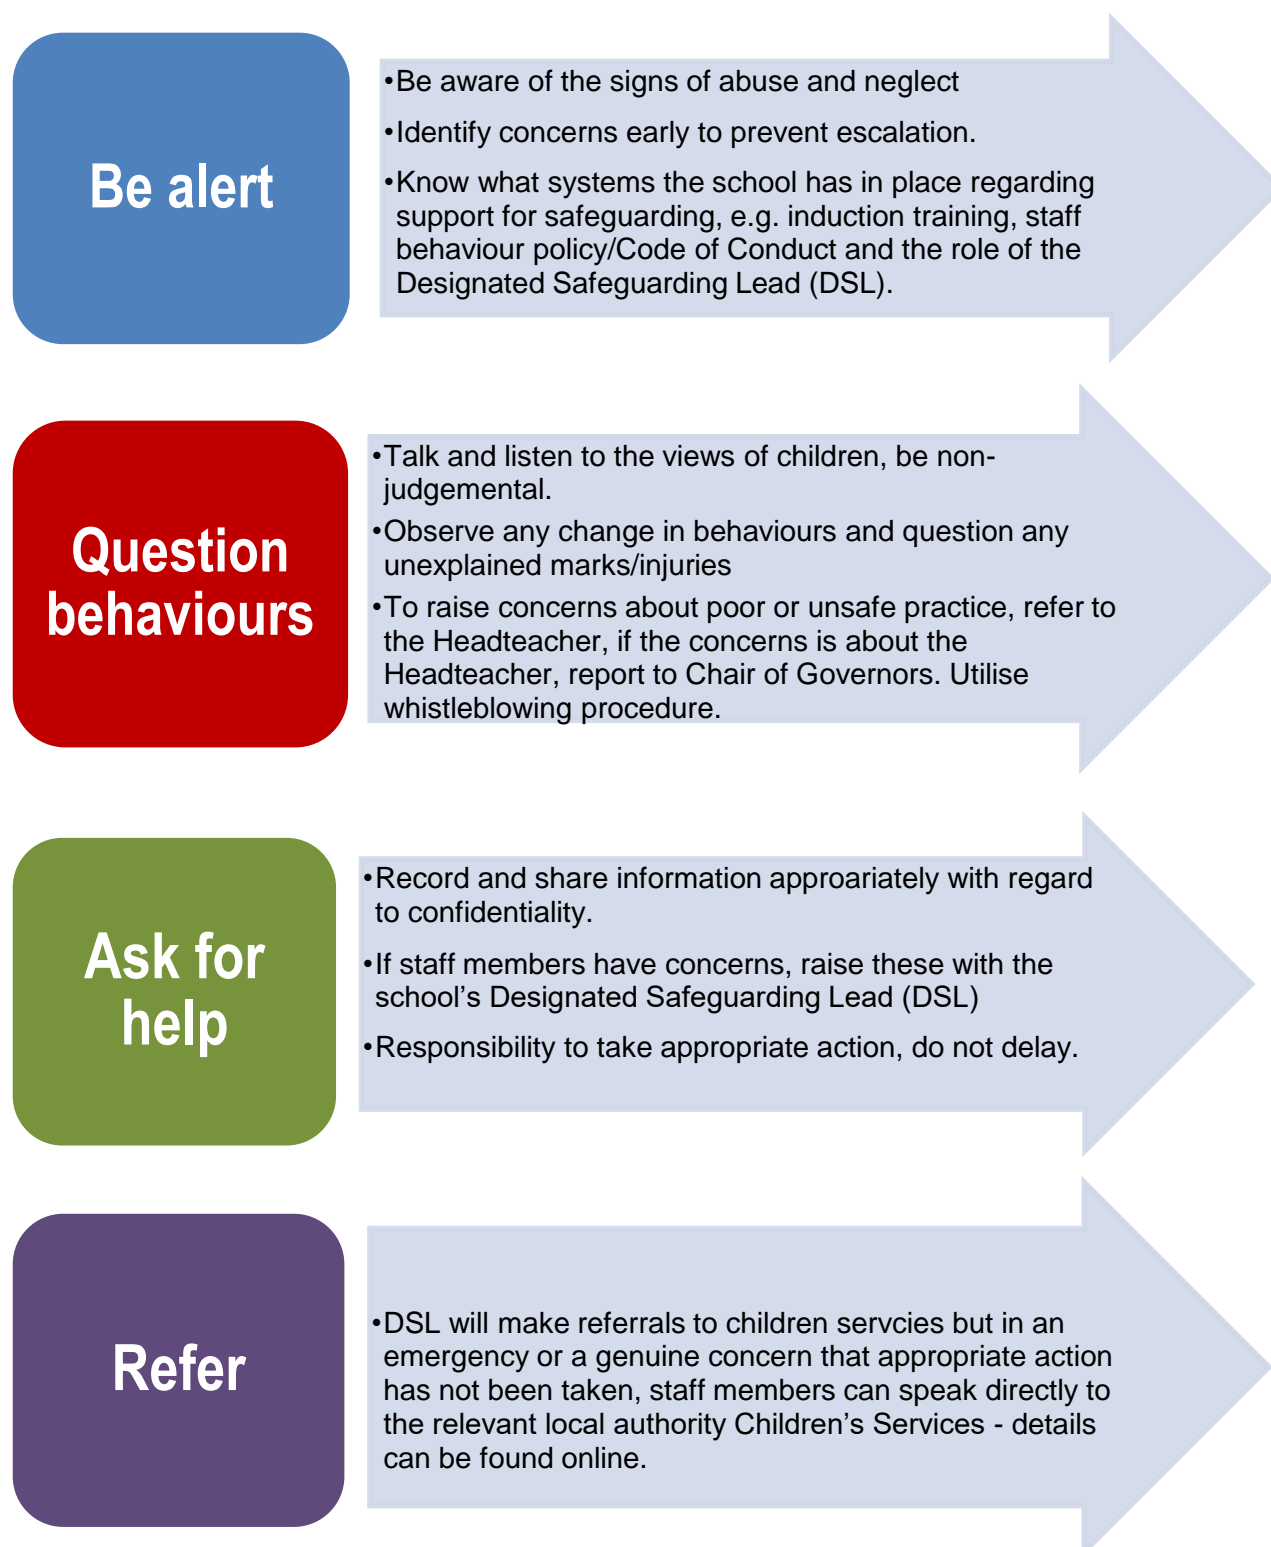 Be alert
•Be aware of the signs of abuse and neglect
•Identify concerns early to prevent escalation.
•Know what systems the school has in place regarding
support for safeguarding, e.g. induction training, staff
behaviour policy/Code of Conduct and the role of the
Designated Safeguarding Lead (DSL).
Question
behaviours
•Talk and listen to the views of children, be non-
judgemental.
•Observe any change in behaviours and question any
unexplained marks/injuries
•To raise concerns about poor or unsafe practice, refer to
the Headteacher, if the concerns is about the
Headteacher, report to Chair of Governors. Utilise
whistleblowing procedure.
Ask for
help
•Record and share information approariately with regard
to confidentiality.
•If staff members have concerns, raise these with the
school’s Designated Safeguarding Lead (DSL)
•Responsibility to take appropriate action, do not delay.
Refer
•DSL will make referrals to children servcies but in an
emergency or a genuine concern that appropriate action
has not been taken, staff members can speak directly to
the relevant local authority Children’s Services - details
can be found online.